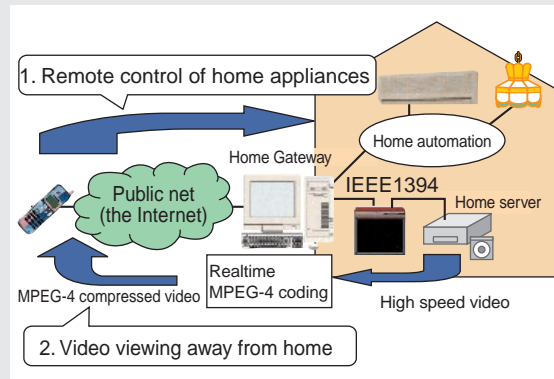 1. Remote control of home appliances
Home automation
Home Gateway
Public net
(the Internet)
IEEE1394
Home server
Realtime
MPEG-4 coding
MPEG-4 compressed video
High speed video
2. Video viewing away from home